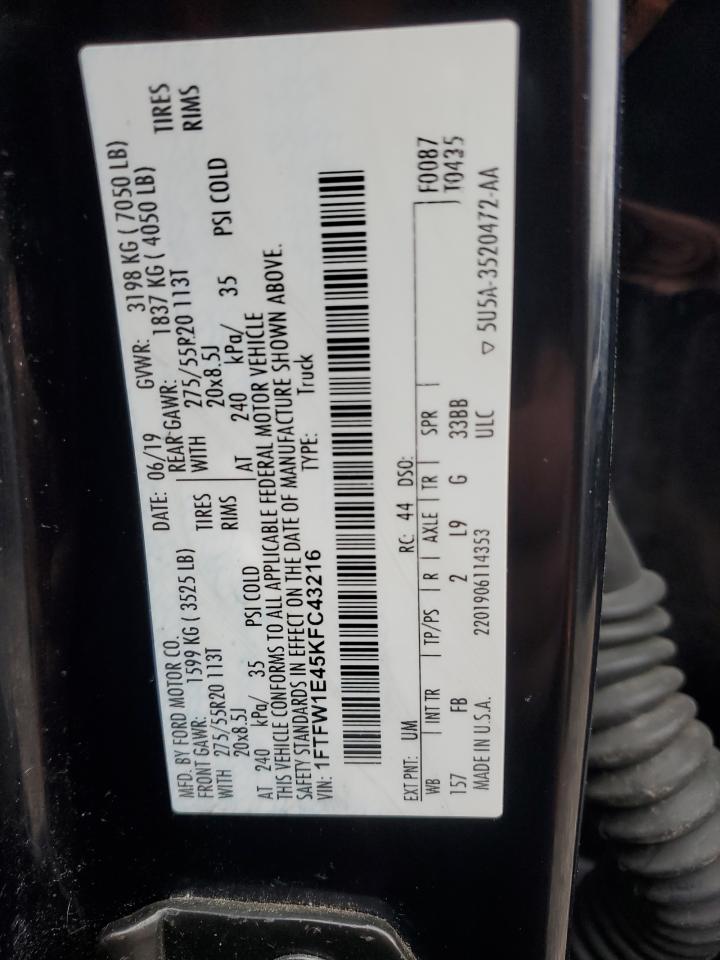 MFD. BY FORD MOTOR CO.
DATE: 06/19 GVWR: 3198 KG ( 7050 LB)
FRONT GAWR: 1599 KG ( 3525 LB) REAR GAWR: 1837 KG ( 4050 LB)
WITH 275/55R20 113T TIRES WITH 275/55R20 113T TIRES
20x8.5J RIMS 20x8.5J RIMS
AT 240 kPa/ 35 PSI COLD AT 240 kPa/ 35 PSI COLD
THIS VEHICLE CONFORMS TO ALL APPLICABLE FEDERAL MOTOR VEHICLE
SAFETY STANDARDS IN EFFECT ON THE DATE OF MANUFACTURE SHOWN ABOVE.
VIN: 1FTFW1E45KFC43216 TYPE: Truck
F0087
T0435
EXT PNT: UM RC: 44 DSO:
WB INT TR TP/PS R AXLE TR SPR
157 FB 2 L9 G 33BB
MADE IN U.S.A. 2201906114353 ULC
▽ 5U5A-3520472-AA